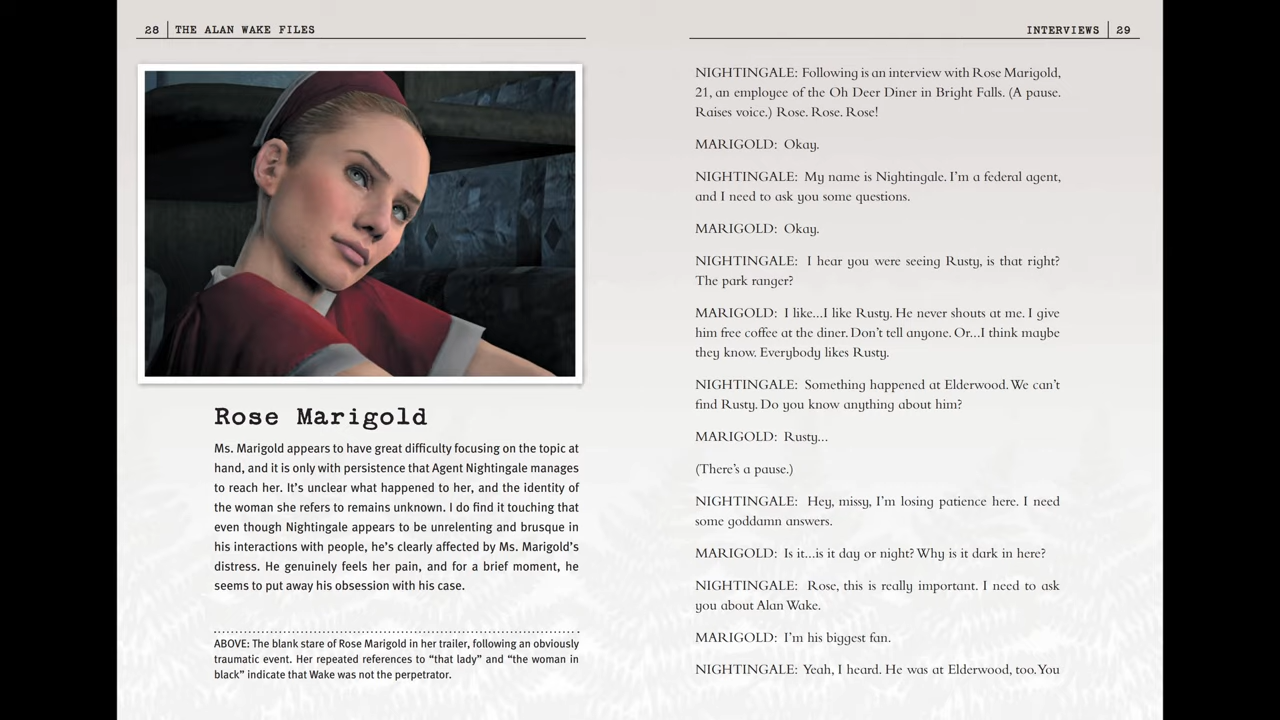 28 | THE ALAN WAKE FILES
Rose Marigold
Ms. Marigold appears to have great difficulty focusing on the topic at
hand, and it is only with persistence that Agent Nightingale manages
to reach her. It's unclear what happened to her, and the identity of
the woman she refers to remains unknown. I do find it touching that
even though Nightingale appears to be unrelenting and brusque in
his interactions with people, he's clearly affected by Ms. Marigold's
distress. He genuinely feels her pain, and for a brief moment, he
seems to put away his obsession with his case.
ABOVE: The blank stare of Rose Marigold in her trailer, following an obviously
traumatic event. Her repeated references to “that lady” and “the woman in
black” indicate that Wake was not the perpetrator.
INTERVIEWS | 29
NIGHTINGALE: Following is an interview with Rose Marigold,
21, an employee of the Oh Deer Diner in Bright Falls. (A pause.
Raises voice.) Rose. Rose. Rose!
MARIGOLD: Okay.
NIGHTINGALE: My name is Nightingale. I'm a federal agent,
and I need to ask you some questions.
MARIGOLD: Okay.
NIGHTINGALE: I hear you were seeing Rusty, is that right?
The park ranger?
MARIGOLD: I like...I like Rusty. He never shouts at me. I give
him free coffee at the diner. Don't tell anyone. Or...I think maybe
they know. Everybody likes Rusty.
NIGHTINGALE: Something happened at Elderwood. We can't
find Rusty. Do you know anything about him?
MARIGOLD: Rusty...
(There's a pause.)
NIGHTINGALE: Hey, missy, I'm losing patience here. I need
some goddamn answers.
MARIGOLD: Is it...is it day or night? Why is it dark in here?
NIGHTINGALE: Rose, this is really important. I need to ask
you about Alan Wake.
MARIGOLD: I'm his biggest fan.
NIGHTINGALE: Yeah, I heard. He was at Elderwood, too. You